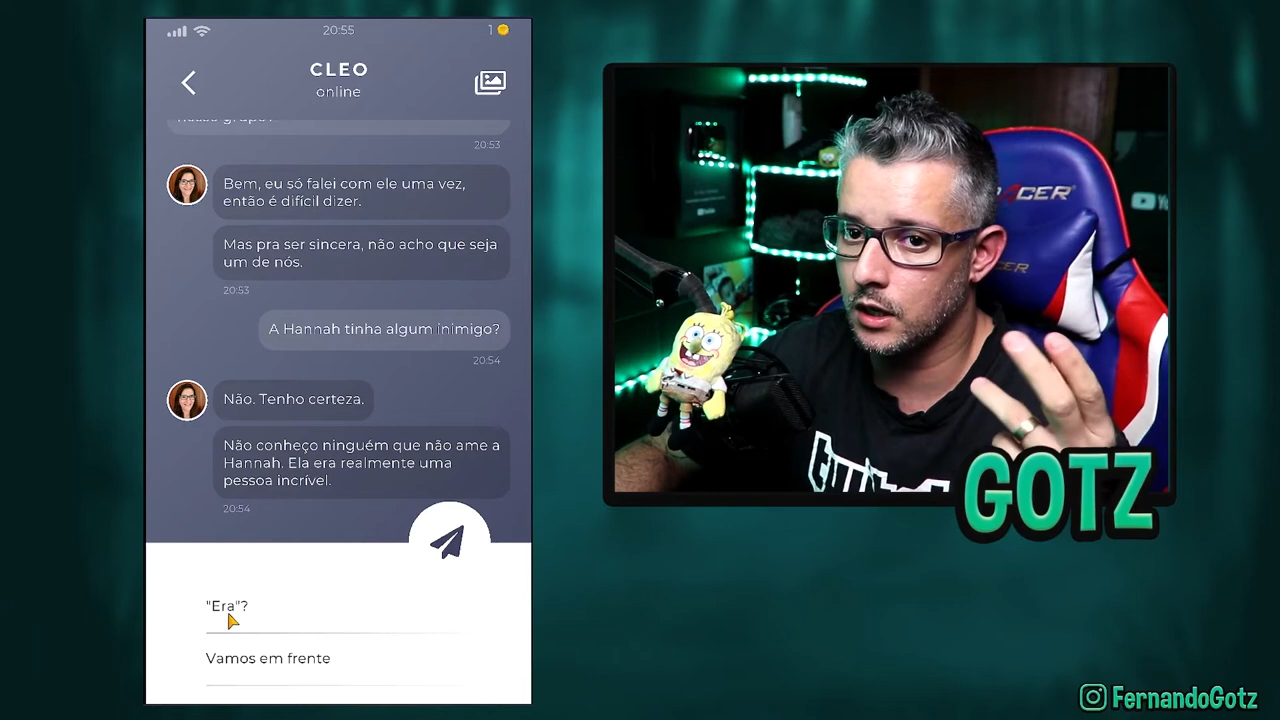 20:55
1
CLEO
online
20:53
Bem, eu só falei com ele uma vez,
então é difícil dizer.
Mas pra ser sincera, não acho que seja
um de nós.
20:53
A Hannah tinha algum inimigo?
20:54
Não. Tenho certeza.
Não conheço ninguém que não ame a
Hannah. Ela era realmente uma
pessoa incrível.
20:54
"Era"?
Vamos em frente
GOTZ
FernandoGotz